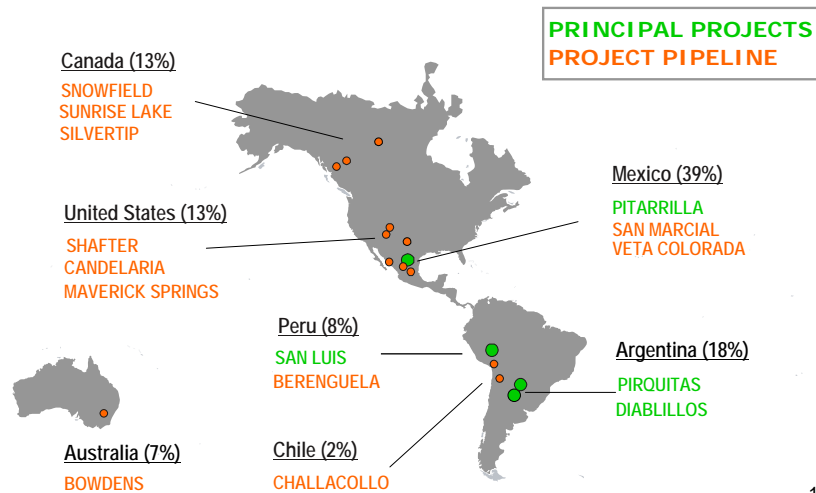 PRINCIPAL PROJECTS
PROJECT PIPELINE
Canada (13%)
SNOWFIELD
SUNRISE LAKE
SILVERTIP
Mexico (39%)
PITARRILLA
SAN MARCIAL
VETA COLORADA
United States (13%)
SHAFTER
CANDELARIA
MAVERICK SPRINGS
Peru (8%)
SAN LUIS
BERENGUELA
Argentina (18%)
PIRQUITAS
DIABLILLOS
Australia (7%)
BOWDENS
Chile (2%)
CHALLACOLLO
1